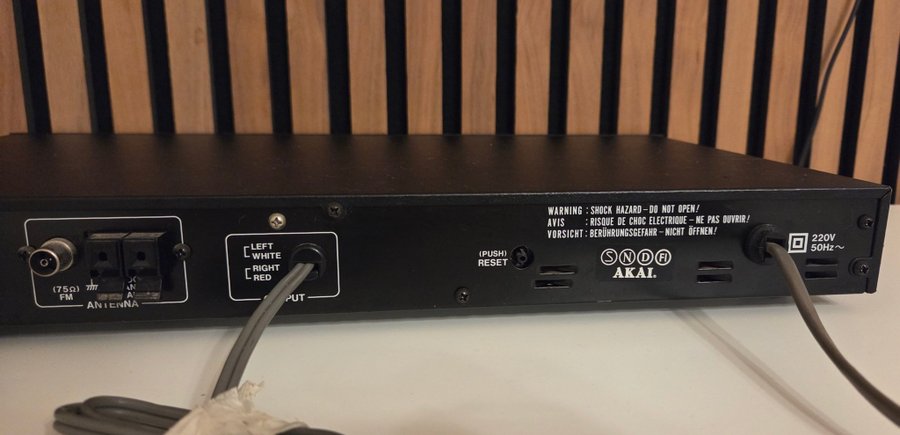 WARNING : SHOCK HAZARD – DO NOT OPEN!
AVIS : RISQUE DE CHOC ELECTRIQUE – NE PAS OUVRIR!
VORSICHT : BERÜHRUNGSGEFAHR – NICHT ÖFFNEN!
LEFT
WHITE
RIGHT
RED
(PUSH)
RESET
S N D Fi
AKAI.
220V
50Hz~
(75Ω)
FM
ANTENNA